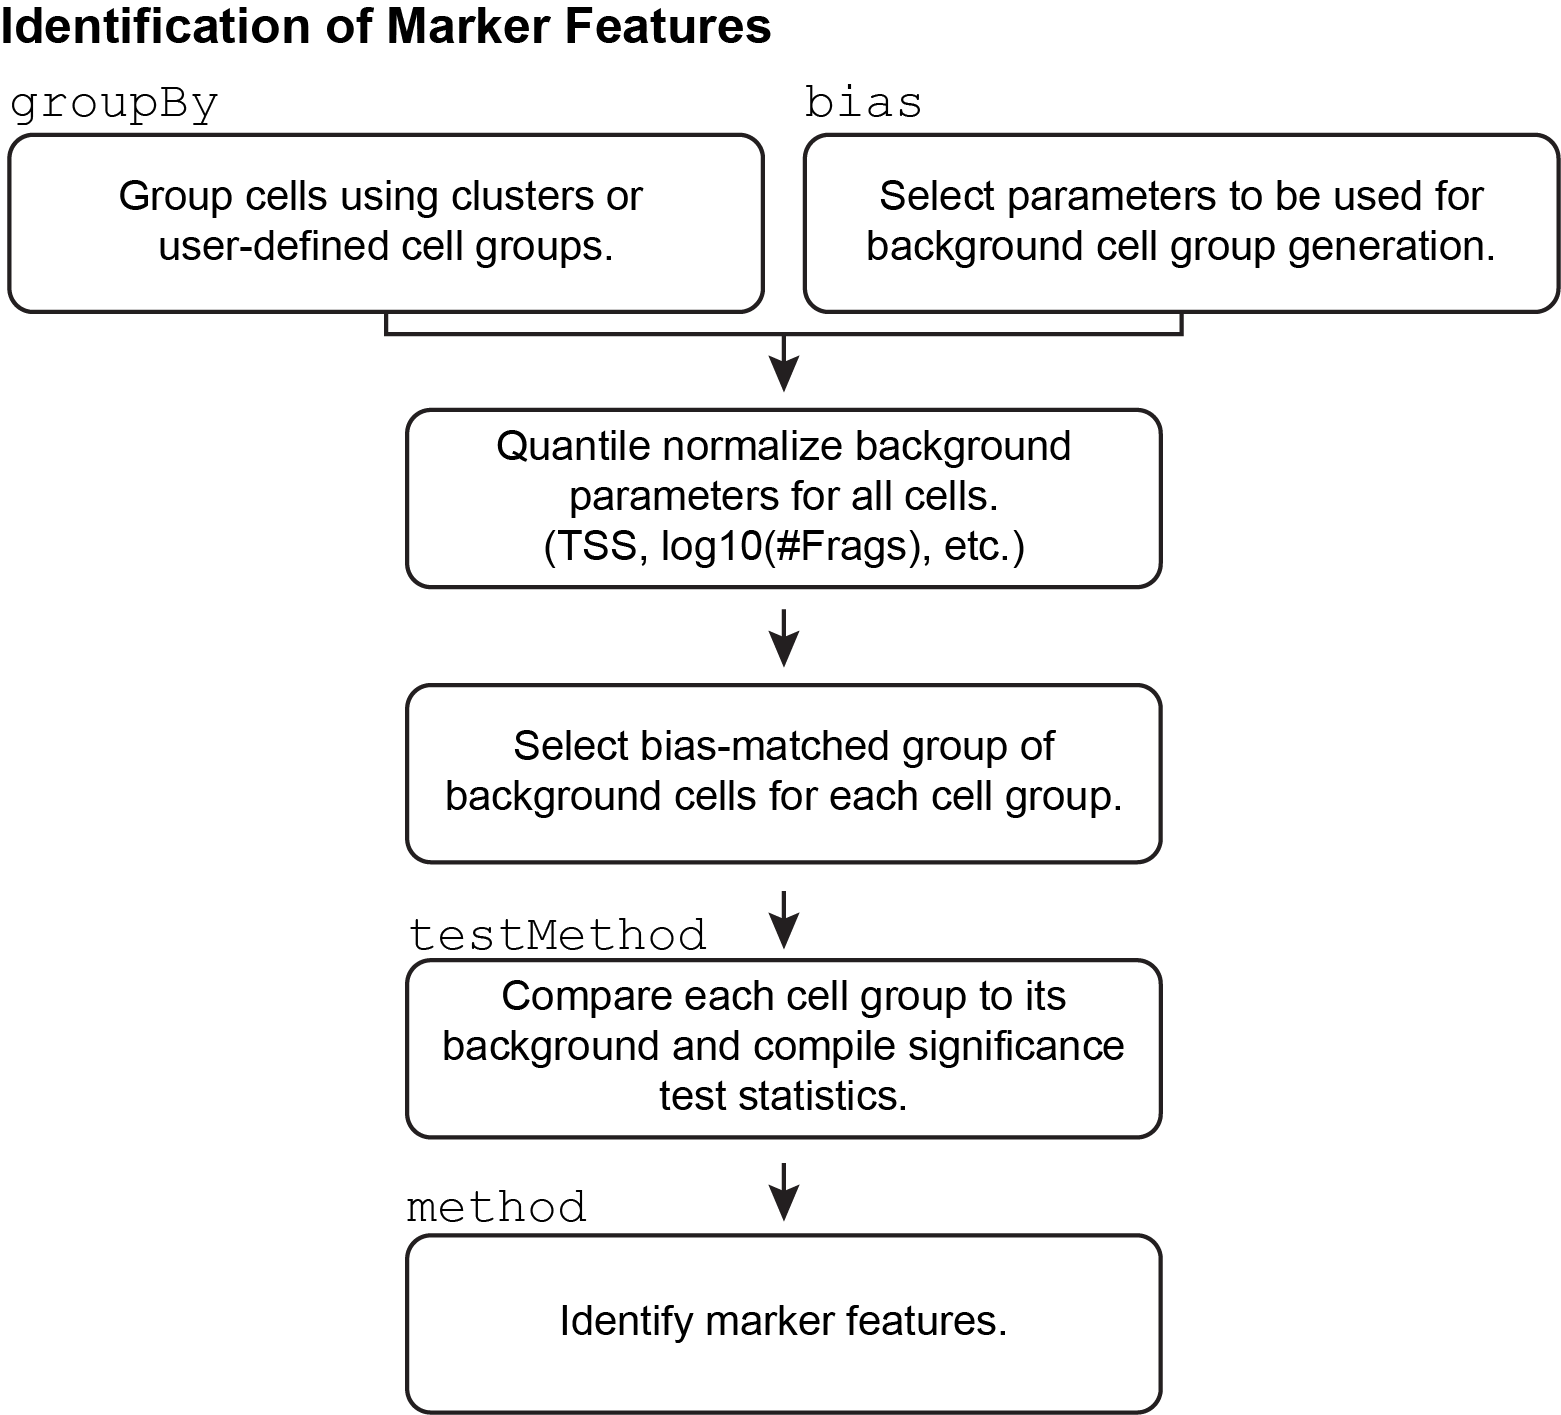 Identification of Marker Features
groupBy
Group cells using clusters or
user-defined cell groups.
bias
Select parameters to be used for
background cell group generation.
Quantile normalize background
parameters for all cells.
(TSS, log10(#Frags), etc.)
Select bias-matched group of
background cells for each cell group.
testMethod
Compare each cell group to its
background and compile significance
test statistics.
method
Identify marker features.